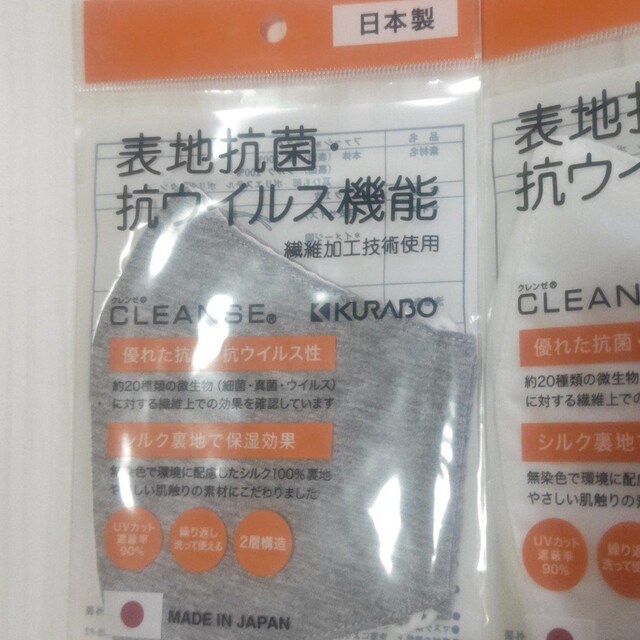 日本製
表地抗菌・
抗ウイルス機能
繊維加工技術使用
クレンゼ®
CLEANSE® KURABO
優れた抗菌・抗ウイルス性
約20種類の微生物(細菌・真菌・ウイルス)
に対する繊維上での効果を確認しています
シルク裏地で保湿効果
無染色で環境に配慮したシルク100%裏地
やさしい肌触りの素材にこだわりました
UVカット
遮蔽率
90%
繰り返し
洗って使える
2層構造
MADE IN JAPAN
表地抗
抗ウイ
クレンゼ®
CLEANS
優れた抗菌・
約20種類の微生物
に対する繊維上での
シルク裏地
無染色で環境に配慮
やさしい肌触りの素
UVカット
遮蔽率
90%
繰り返
洗って使
MADE